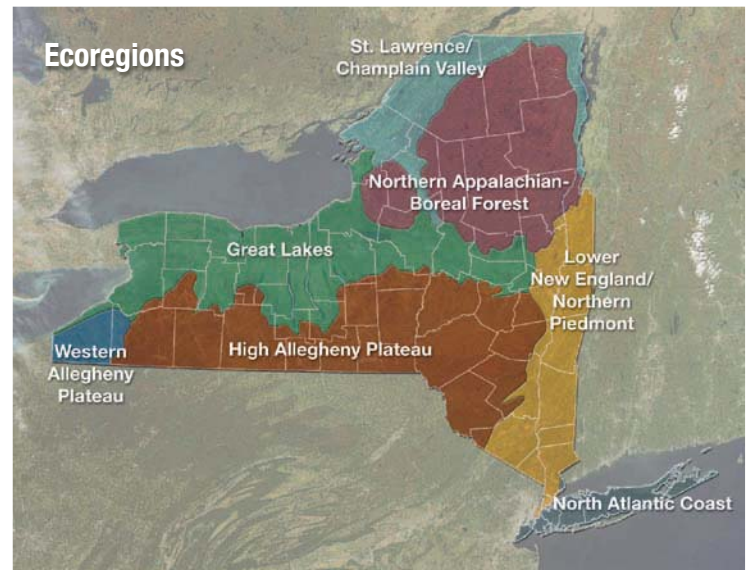 Ecoregions
St. Lawrence/
Champlain Valley
Northern Appalachian-
Boreal Forest
Great Lakes
Lower
New England/
Northern
Piedmont
Western
Allegheny
Plateau
High Allegheny Plateau
North Atlantic Coast